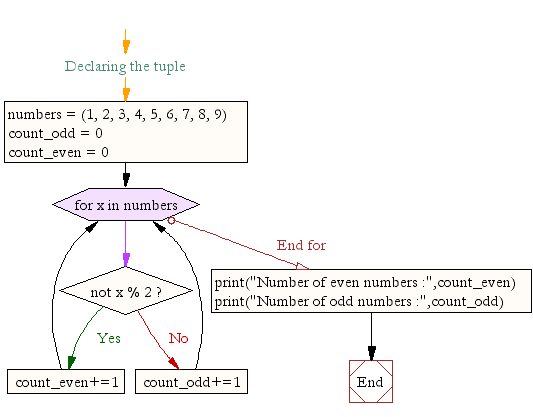 Declaring the tuple
numbers = (1, 2, 3, 4, 5, 6, 7, 8, 9)
count_odd = 0
count_even = 0
for x in numbers
End for
not x % 2 ?
print("Number of even numbers :",count_even)
print("Number of odd numbers :",count_odd)
Yes
No
count_even+=1
count_odd+=1
End